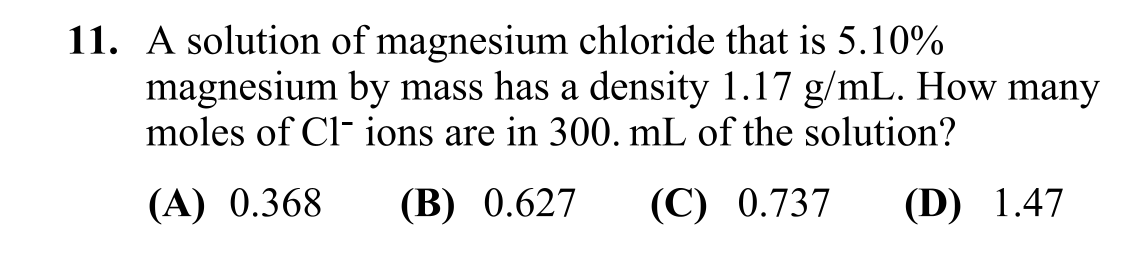 11. A solution of magnesium chloride that is 5.10%
magnesium by mass has a density 1.17 g/mL. How many
moles of Cl⁻ ions are in 300. mL of the solution?
(A) 0.368 (B) 0.627 (C) 0.737 (D) 1.47